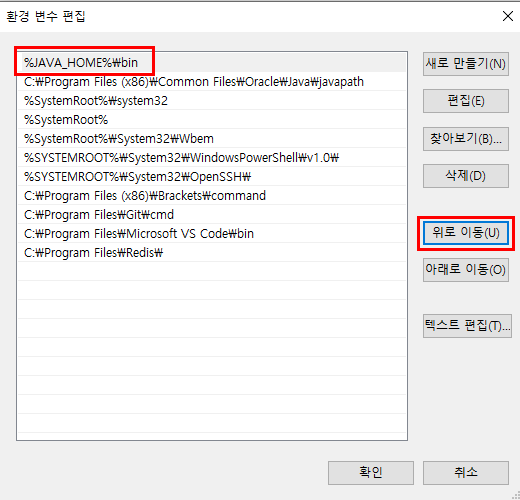 환경 변수 편집
%JAVA_HOME%₩bin
C:₩Program Files (x86)₩Common Files₩Oracle₩Java₩javapath
%SystemRoot%₩system32
%SystemRoot%
%SystemRoot%₩System32₩Wbem
%SYSTEMROOT%₩System32₩WindowsPowerShell₩v1.0₩
%SYSTEMROOT%₩System32₩OpenSSH₩
C:₩Program Files (x86)₩Brackets₩command
C:₩Program Files₩Git₩cmd
C:₩Program Files₩Microsoft VS Code₩bin
C:₩Program Files₩Redis₩
새로 만들기(N)
편집(E)
찾아보기(B)...
삭제(D)
위로 이동(U)
아래로 이동(O)
텍스트 편집(T)...
확인
취소